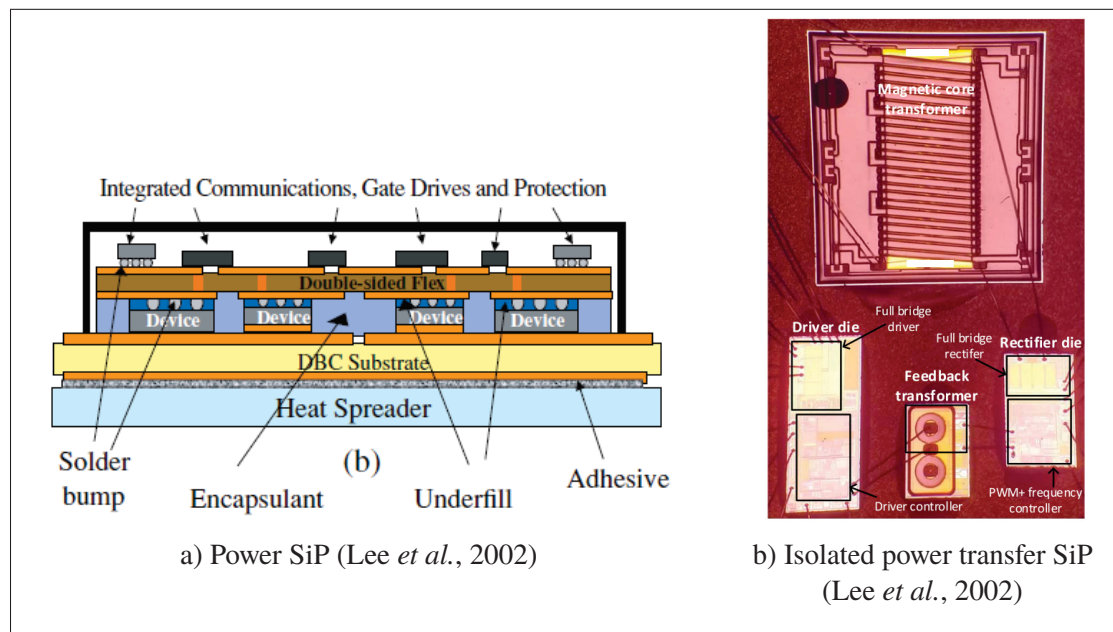 Integrated Communications, Gate Drives and Protection
Double-sided Flex
Device
Device
Device
Device
DBC Substrate
Heat Spreader
Solder
bump
Encapsulant
(b)
Underfill
Adhesive
a) Power SiP (Lee et al., 2002)
Magnetic core
transformer
Driver die
Full bridge
driver
Full bridge
rectifer
Rectifier die
Feedback
transformer
Driver controller
PWM+ frequency
controller
b) Isolated power transfer SiP
(Lee et al., 2002)